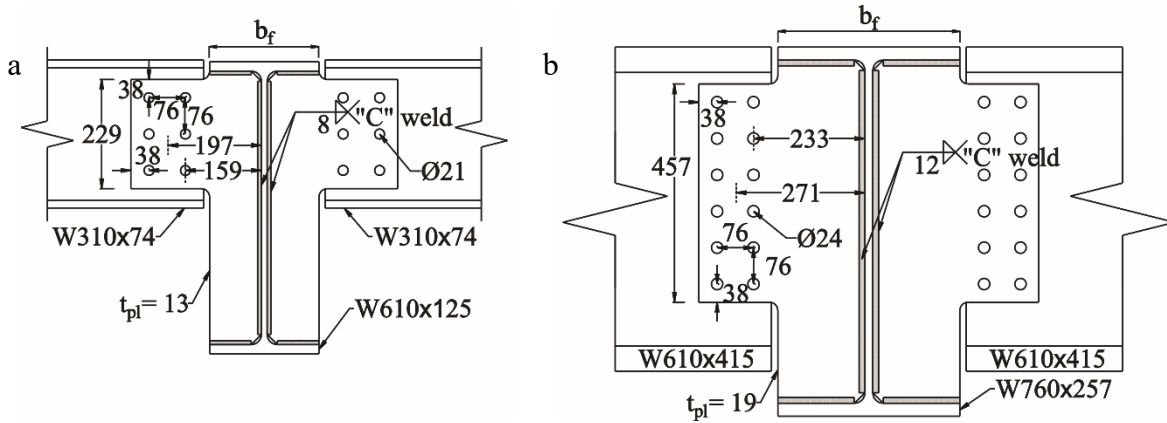 a
b_f
38
76
76
8
"C" weld
229
197
38
159
Ø21
W310x74
W310x74
t_pl= 13
W610x125
b
b_f
38
233
12
"C" weld
457
271
76
Ø24
76
38
W610x415
W610x415
t_pl= 19
W760x257